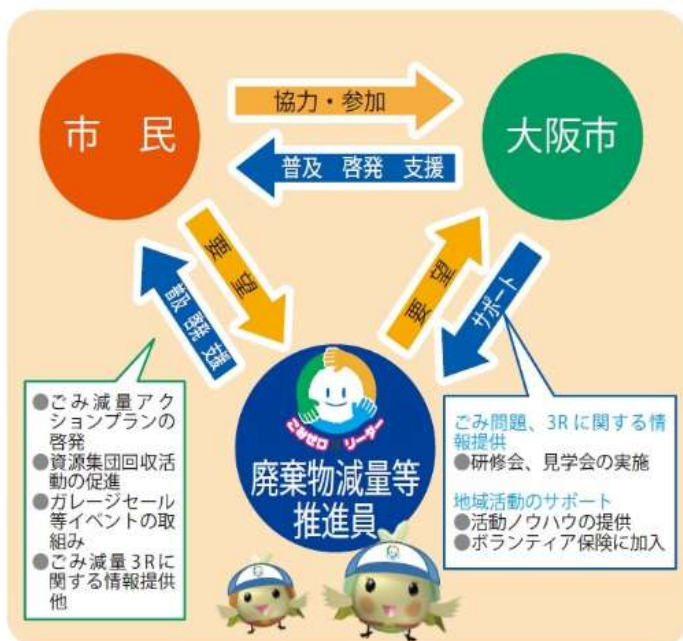 市 民
協力・参加
大阪市
普及 啓発 支援
要 望
普及 啓発 支援
要 望
サポート
ごみゼロ リーダー
廃棄物減量等
推進員
●ごみ減量アク
ションプランの
啓発
●資源集団回収活
動の促進
●ガレージセール
等イベントの取
組み
●ごみ減量3Rに
関する情報提供
他
ごみ問題、3Rに関する情
報提供
●研修会、見学会の実施
地域活動のサポート
●活動ノウハウの提供
●ボランティア保険に加入